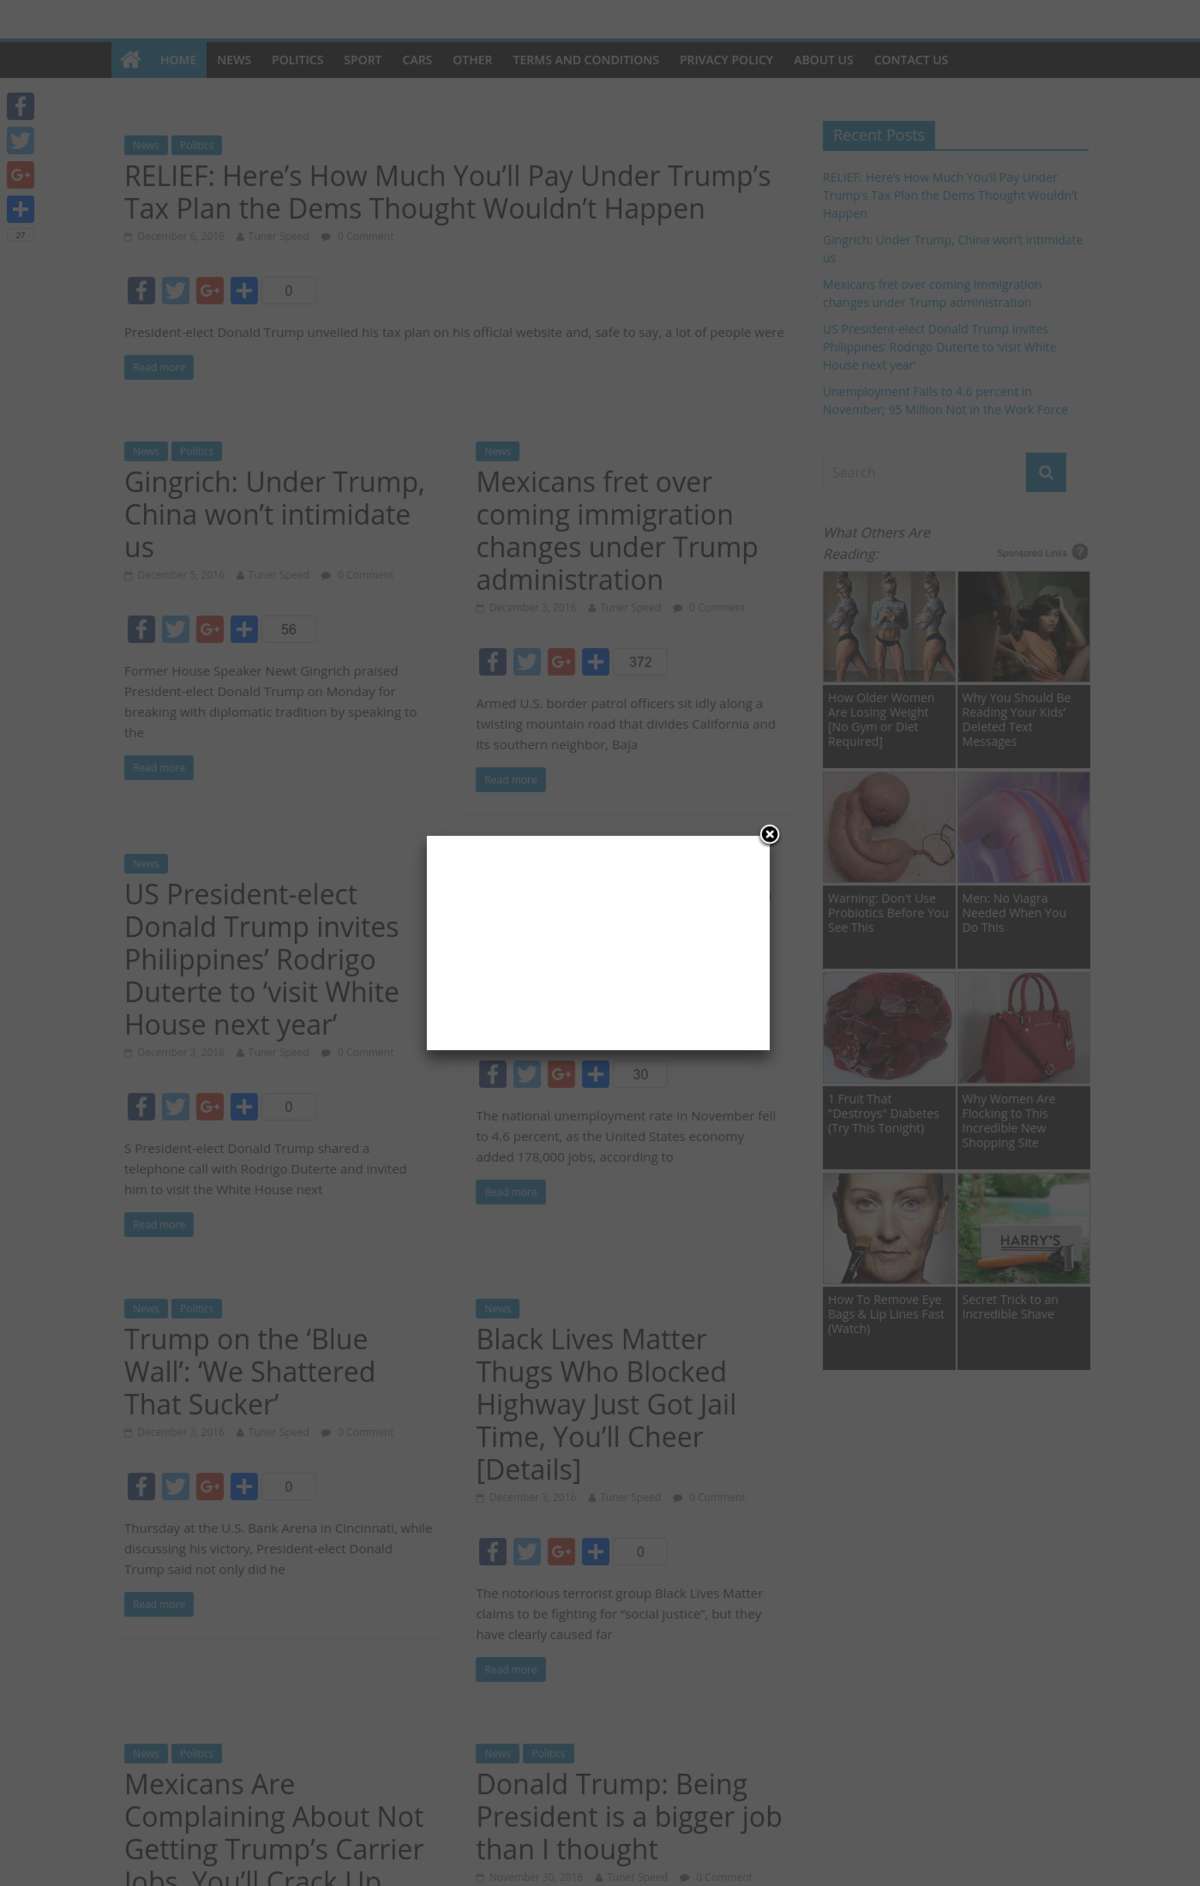 HOME NEWS POLITICS SPORT CARS OTHER TERMS AND CONDITIONS PRIVACY POLICY ABOUT US CONTACT US
27
News Politics
RELIEF: Here’s How Much You’ll Pay Under Trump’s
Tax Plan the Dems Thought Wouldn’t Happen
December 6, 2016 Tuner Speed 0 Comment
0
President-elect Donald Trump unveiled his tax plan on his official website and, safe to say, a lot of people were
Read more
News Politics
Gingrich: Under Trump,
China won’t intimidate
us
December 5, 2016 Tuner Speed 0 Comment
56
Former House Speaker Newt Gingrich praised
President-elect Donald Trump on Monday for
breaking with diplomatic tradition by speaking to
the
Read more
News
Mexicans fret over
coming immigration
changes under Trump
administration
December 3, 2016 Tuner Speed 0 Comment
372
Armed U.S. border patrol officers sit idly along a
twisting mountain road that divides California and
its southern neighbor, Baja
Read more
News
US President-elect
Donald Trump invites
Philippines’ Rodrigo
Duterte to ‘visit White
House next year’
December 3, 2016 Tuner Speed 0 Comment
0
S President-elect Donald Trump shared a
telephone call with Rodrigo Duterte and invited
him to visit the White House next
Read more
30
The national unemployment rate in November fell
to 4.6 percent, as the United States economy
added 178,000 jobs, according to
Read more
News Politics
Trump on the ‘Blue
Wall’: ‘We Shattered
That Sucker’
December 3, 2016 Tuner Speed 0 Comment
0
Thursday at the U.S. Bank Arena in Cincinnati, while
discussing his victory, President-elect Donald
Trump said not only did he
Read more
News
Black Lives Matter
Thugs Who Blocked
Highway Just Got Jail
Time, You’ll Cheer
[Details]
December 3, 2016 Tuner Speed 0 Comment
0
The notorious terrorist group Black Lives Matter
claims to be fighting for “social justice”, but they
have clearly caused far
Read more
News Politics
Mexicans Are
Complaining About Not
Getting Trump’s Carrier
Jobs, You’ll Crack Up
News Politics
Donald Trump: Being
President is a bigger job
than I thought
November 30, 2016 Tuner Speed 0 Comment
Recent Posts
RELIEF: Here’s How Much You’ll Pay Under
Trump’s Tax Plan the Dems Thought Wouldn’t
Happen
Gingrich: Under Trump, China won’t intimidate
us
Mexicans fret over coming immigration
changes under Trump administration
US President-elect Donald Trump invites
Philippines’ Rodrigo Duterte to ‘visit White
House next year’
Unemployment Falls to 4.6 percent in
November; 95 Million Not in the Work Force
Search
What Others Are
Reading:
Sponsored Links ?
How Older Women
Are Losing Weight
[No Gym or Diet
Required]
Why You Should Be
Reading Your Kids'
Deleted Text
Messages
Warning: Don't Use
Probiotics Before You
See This
Men: No Viagra
Needed When You
Do This
1 Fruit That
"Destroys" Diabetes
(Try This Tonight)
Why Women Are
Flocking to This
Incredible New
Shopping Site
HARRY'S
How To Remove Eye
Bags & Lip Lines Fast
(Watch)
Secret Trick to an
Incredible Shave